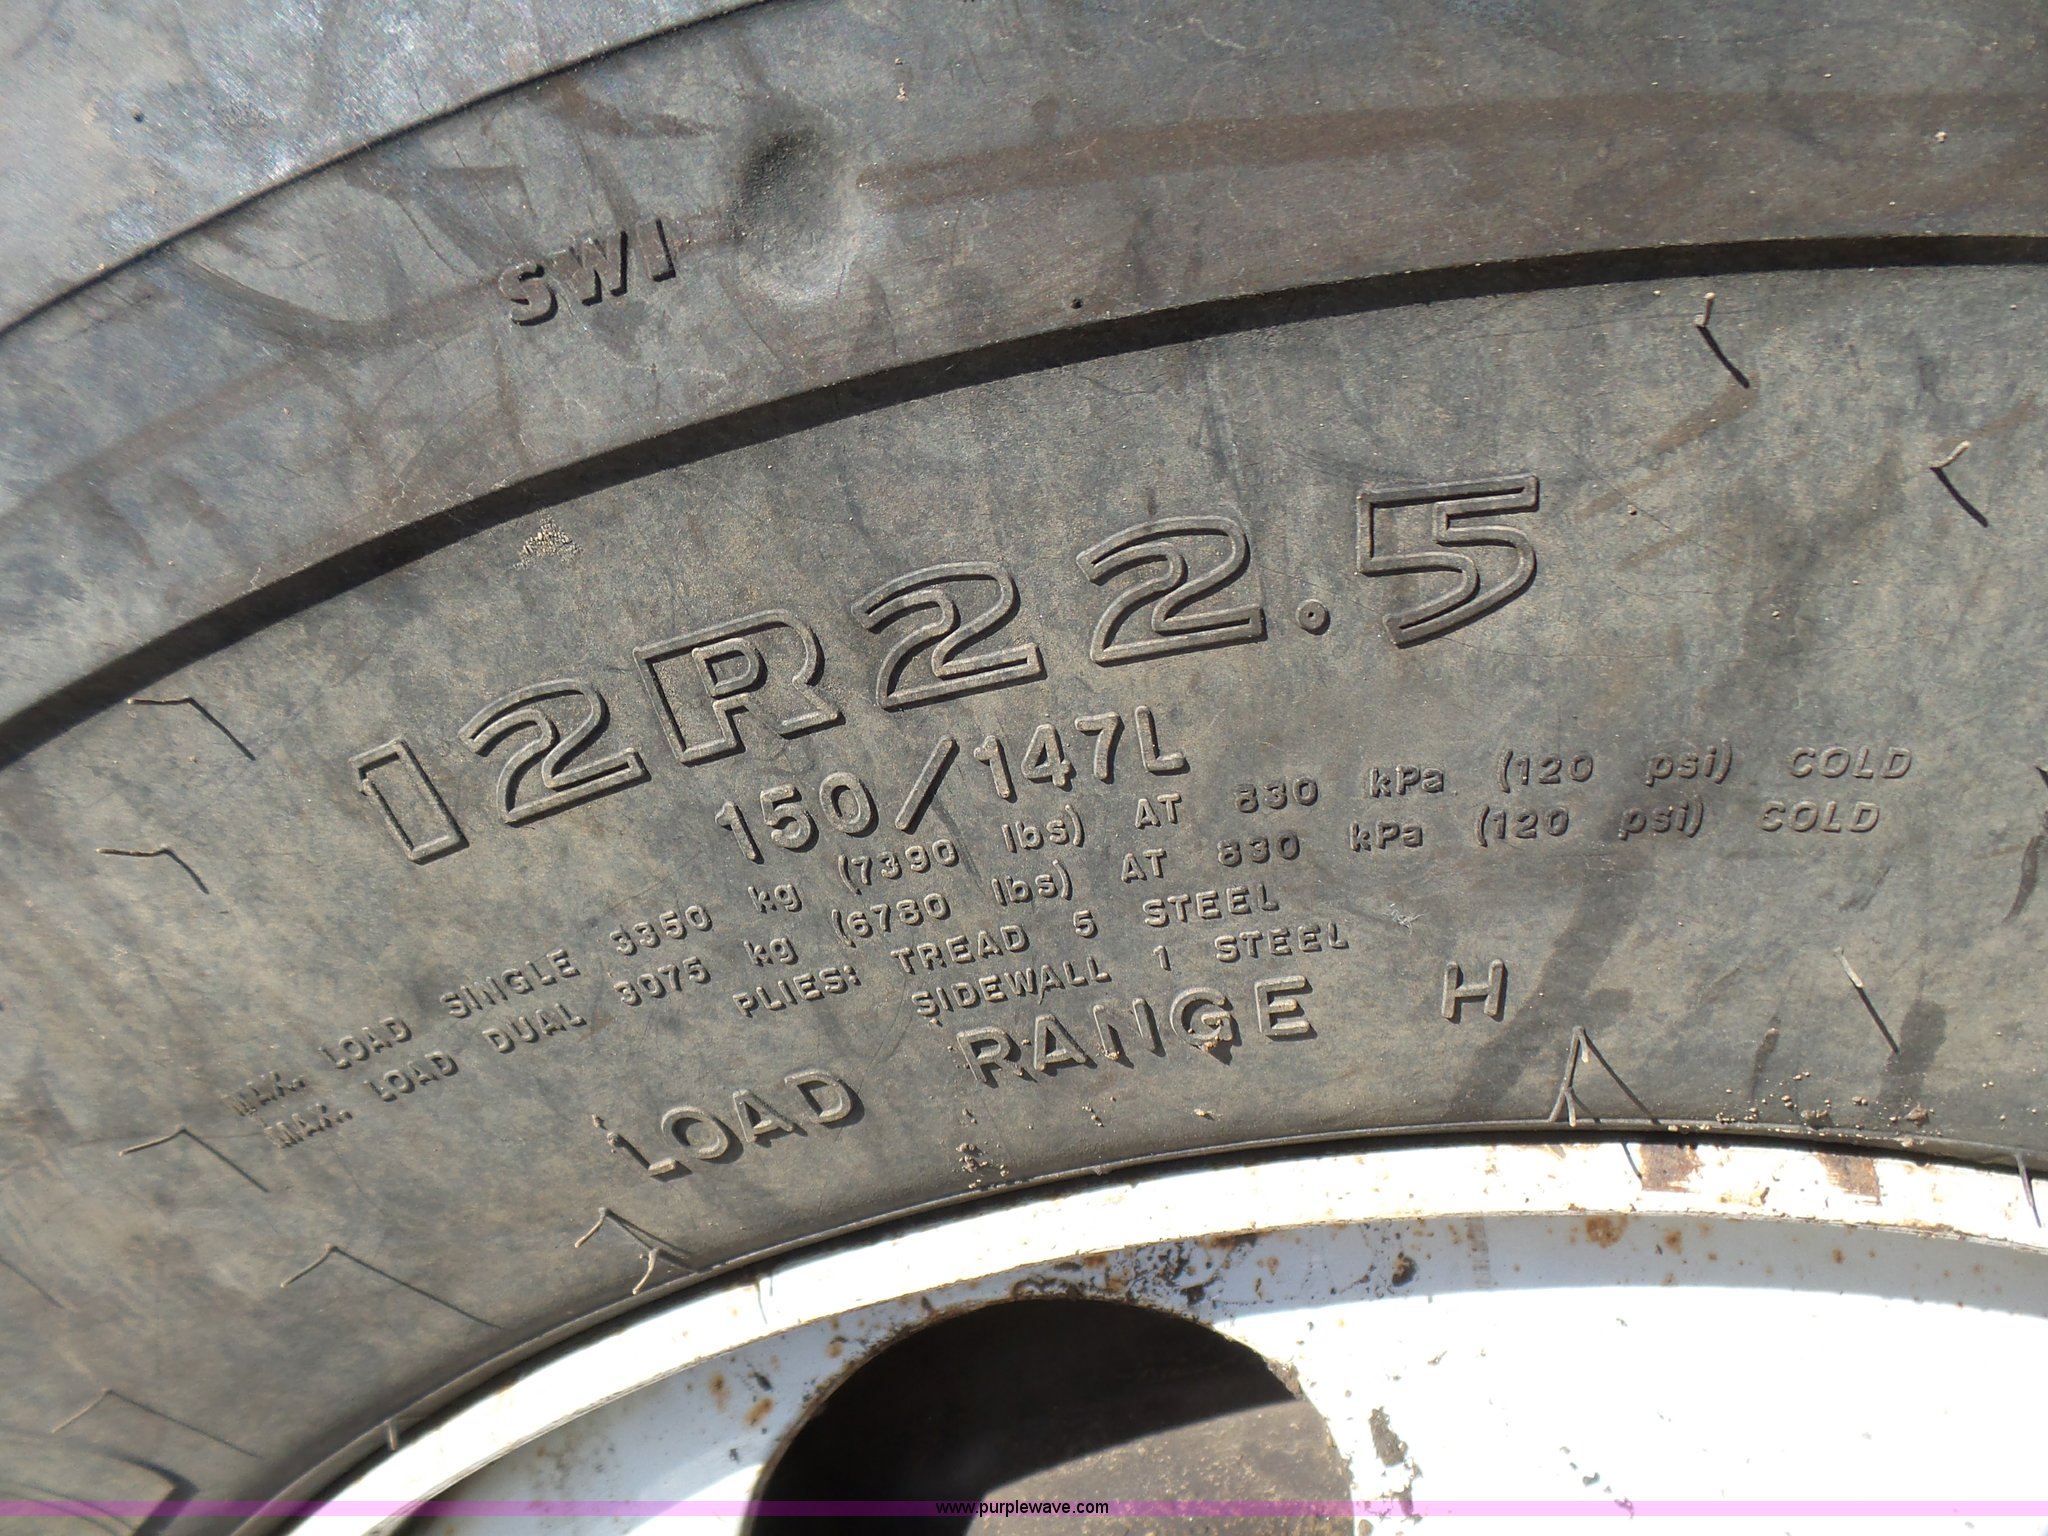 SWI
12R22.5
150/147L
MAX. LOAD SINGLE 3350 kg (7390 lbs) AT 830 kPa (120 psi) COLD
MAX. LOAD DUAL 3075 kg (6780 lbs) AT 830 kPa (120 psi) COLD
PLIES: TREAD 5 STEEL
SIDEWALL 1 STEEL
LOAD RANGE H
www.purplewave.com